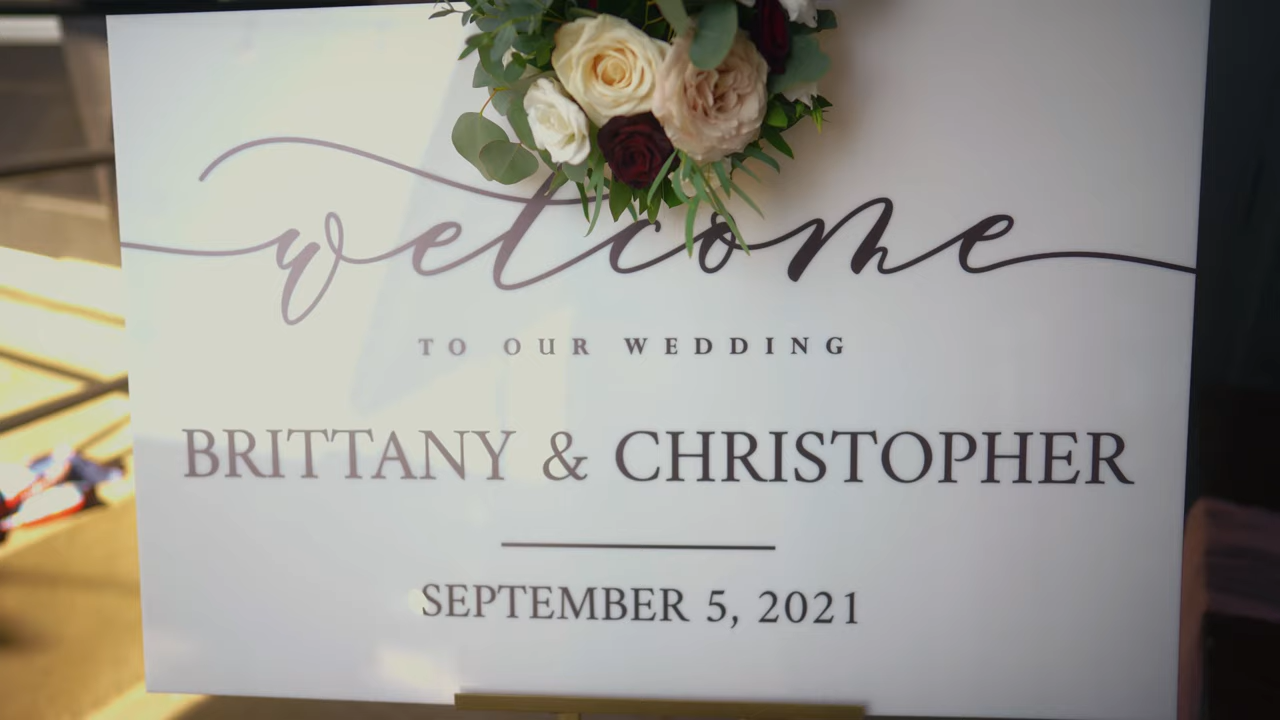 welcome
TO OUR WEDDING
BRITTANY & CHRISTOPHER
SEPTEMBER 5, 2021